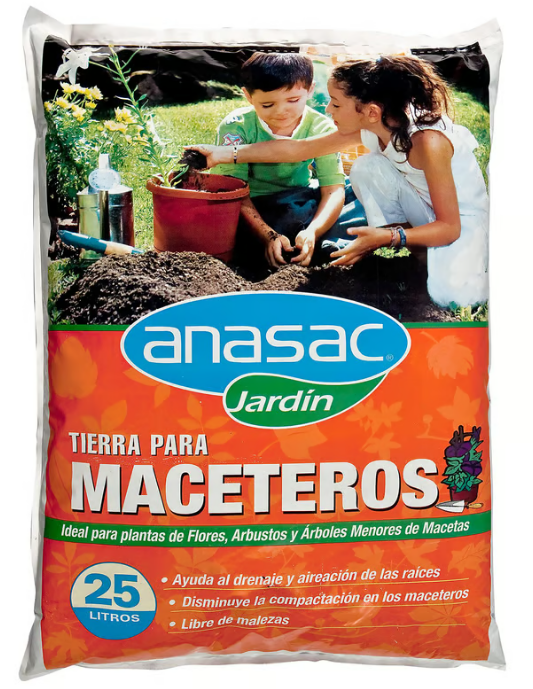 anasac®
Jardín
TIERRA PARA
MACETEROS
Ideal para plantas de Flores, Arbustos y Árboles Menores de Macetas
25
LITROS
• Ayuda al drenaje y aireación de las raíces
• Disminuye la compactación en los maceteros
• Libre de malezas